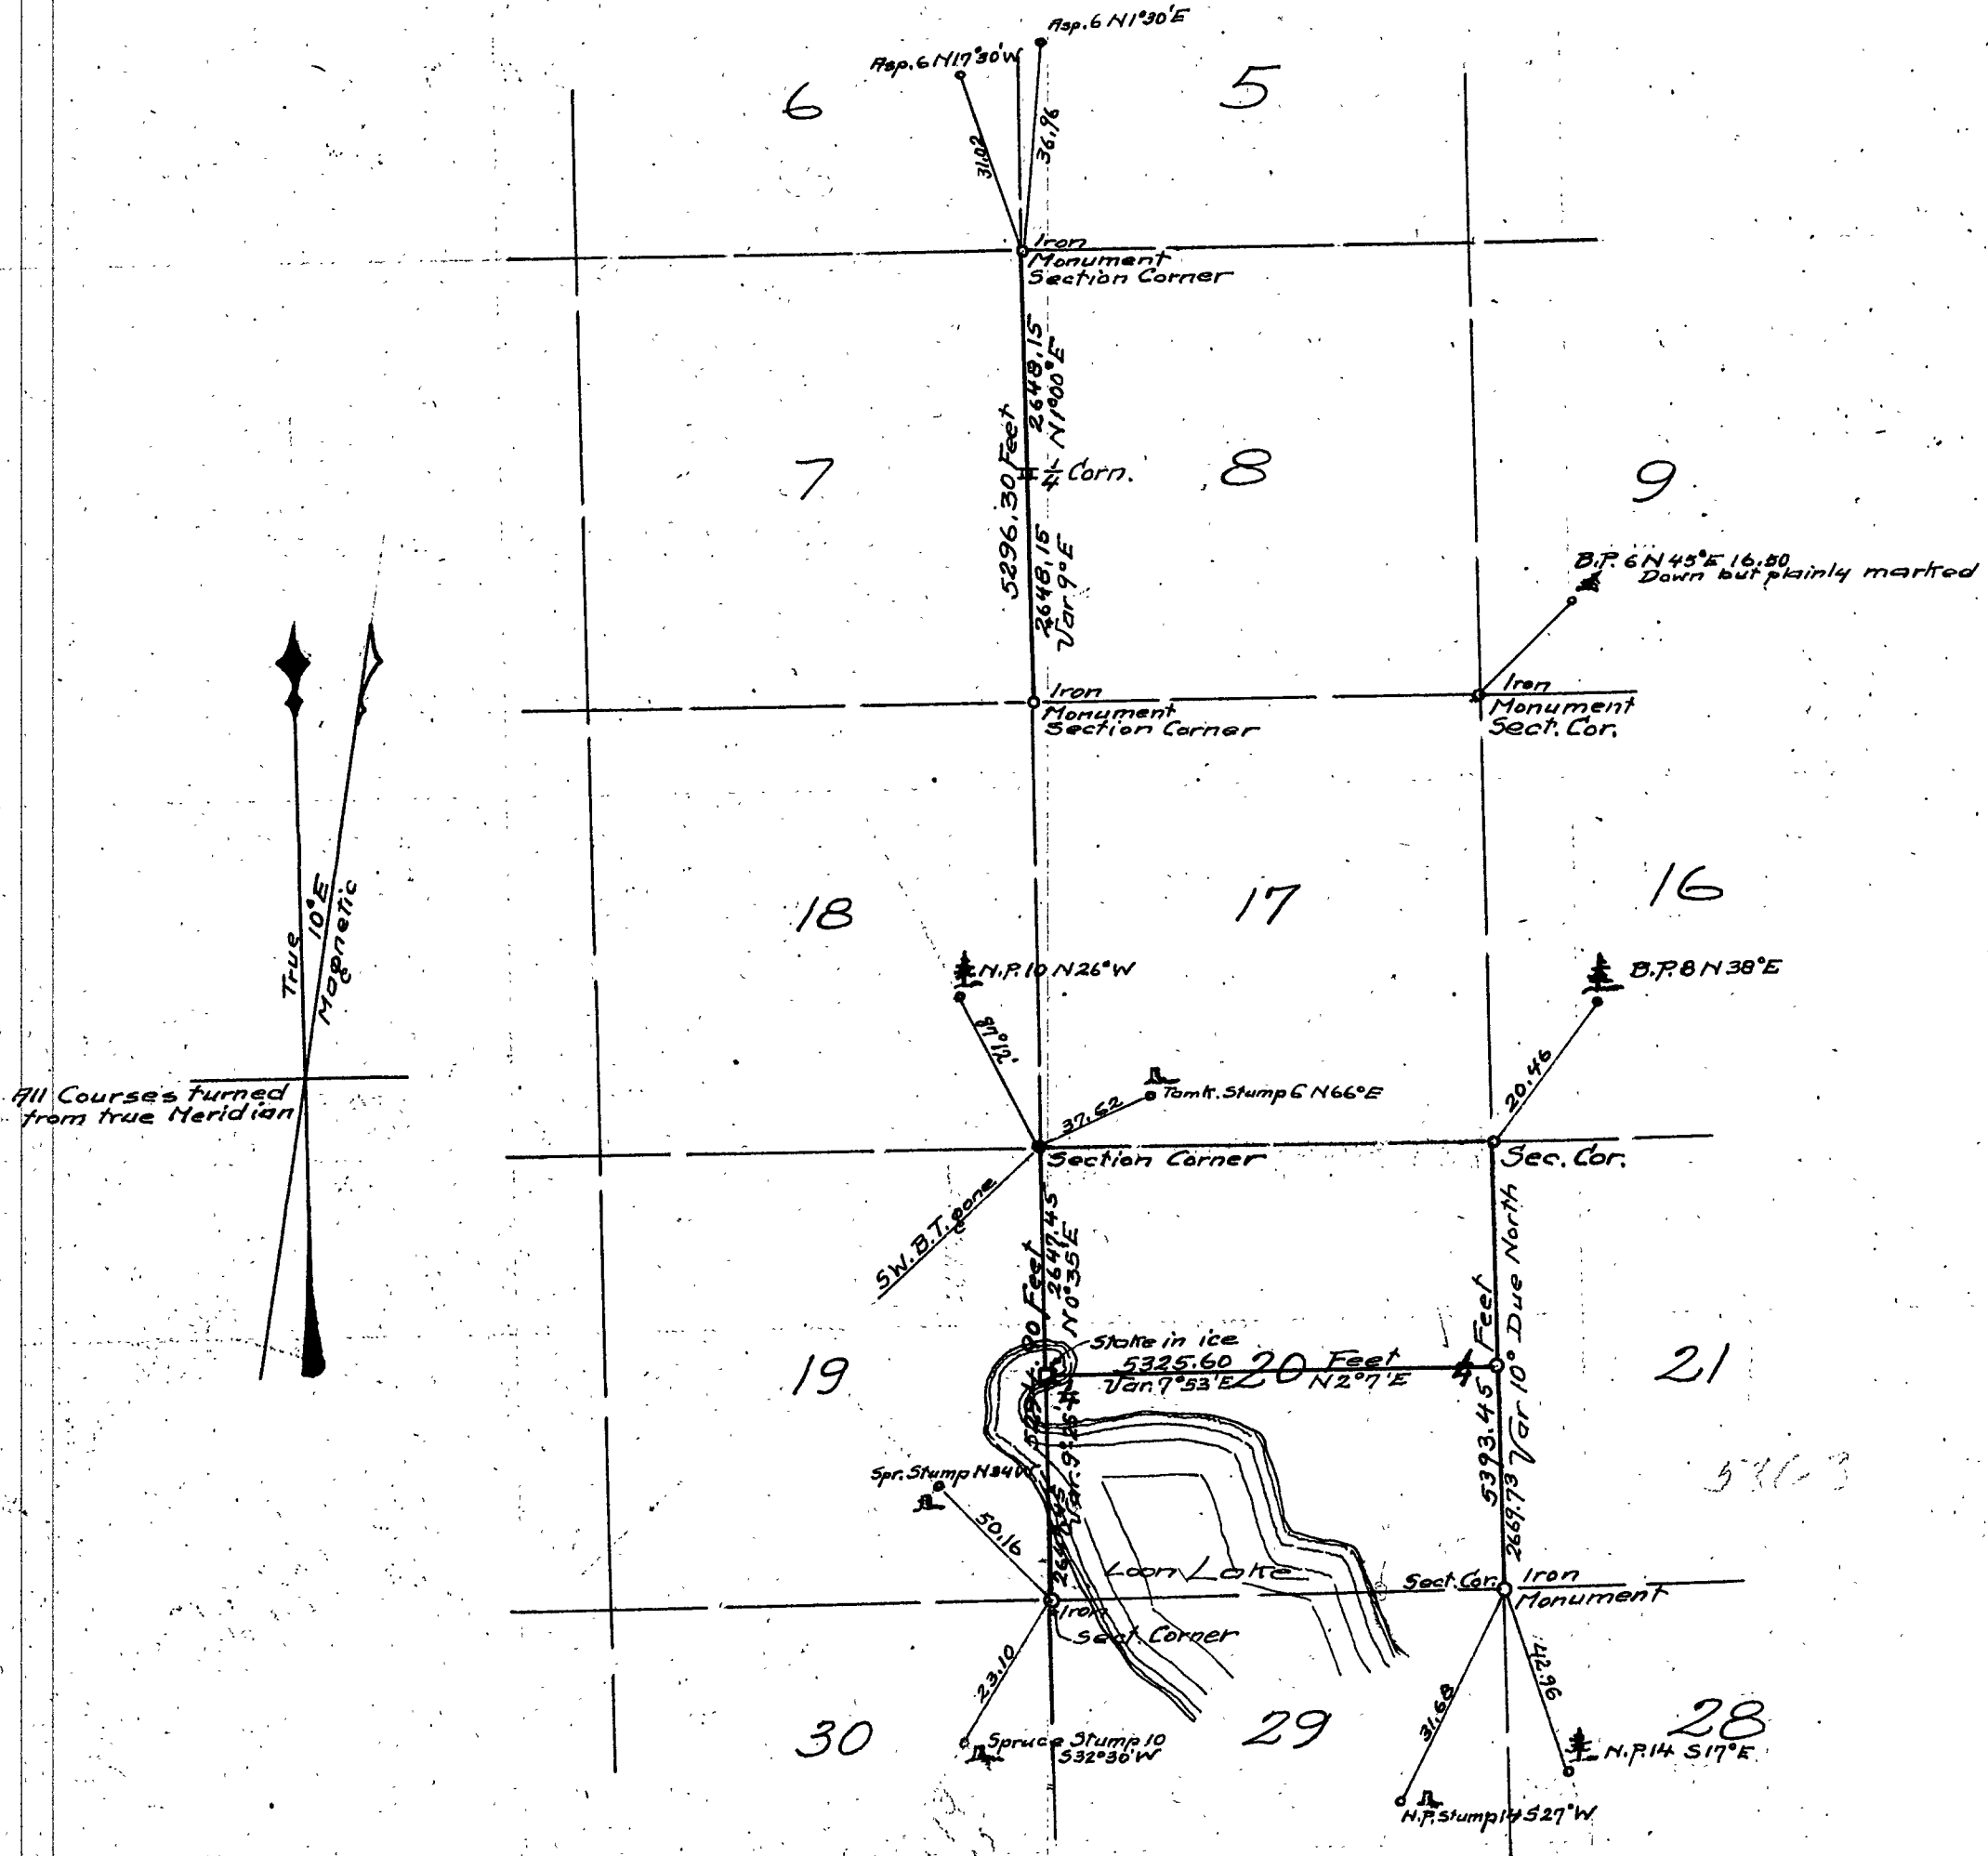 Asp. 6 N1°30'E
Asp. 6 N17°30'W
6
5
31.02
36.96
Iron
Monument
Section Corner
5296.30 Feet
2648.15
N1°00'E
7
1/4 Corn.
8
9
2648.15
Var 9°E
B.P. 6 N 45°E 16.50
Down but plainly marked
Iron
Monument
Section Corner
Iron
Monument
Sect. Cor.
True
10°E
Magnetic
All Courses turned
from true Meridian
18
17
16
N.P. 10 N26°W
B.P. 8 N 38°E
Tamk. Stump 6 N66°E
37.62
20.46
Section Corner
Sec. Cor.
S.W. B.T. gone
Feet
2647.45
N0°35'E
5393.45 Feet
Var 10° Due North
Stake in ice
5325.60 Feet
Var. 7°53'E
N2°7'E
19
20
21
2669.73
Spr. Stump N34W
50.16
Loon Lake
Sect. Cor.
Iron
Monument
Iron
Sect. Corner
23.10
31.68
42.96
30
29
28
Spruce Stump 10
S32°30'W
N.P. 14 S17°E
N.P. Stump 14 S27°W